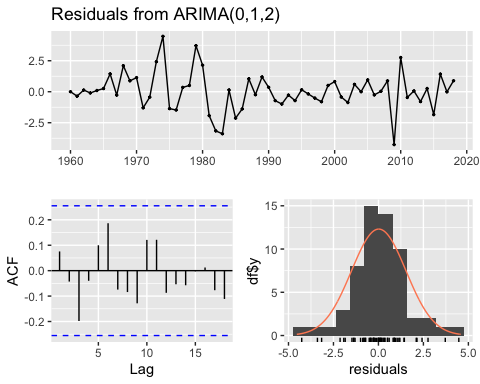 Residuals from ARIMA(0,1,2)
2.5
0.0
-2.5
1960 1970 1980 1990 2000 2010 2020
0.2
0.1
0.0
-0.1
-0.2
ACF
5 10 15
Lag
15
10
5
0
df$y
-5.0 -2.5 0.0 2.5 5.0
residuals